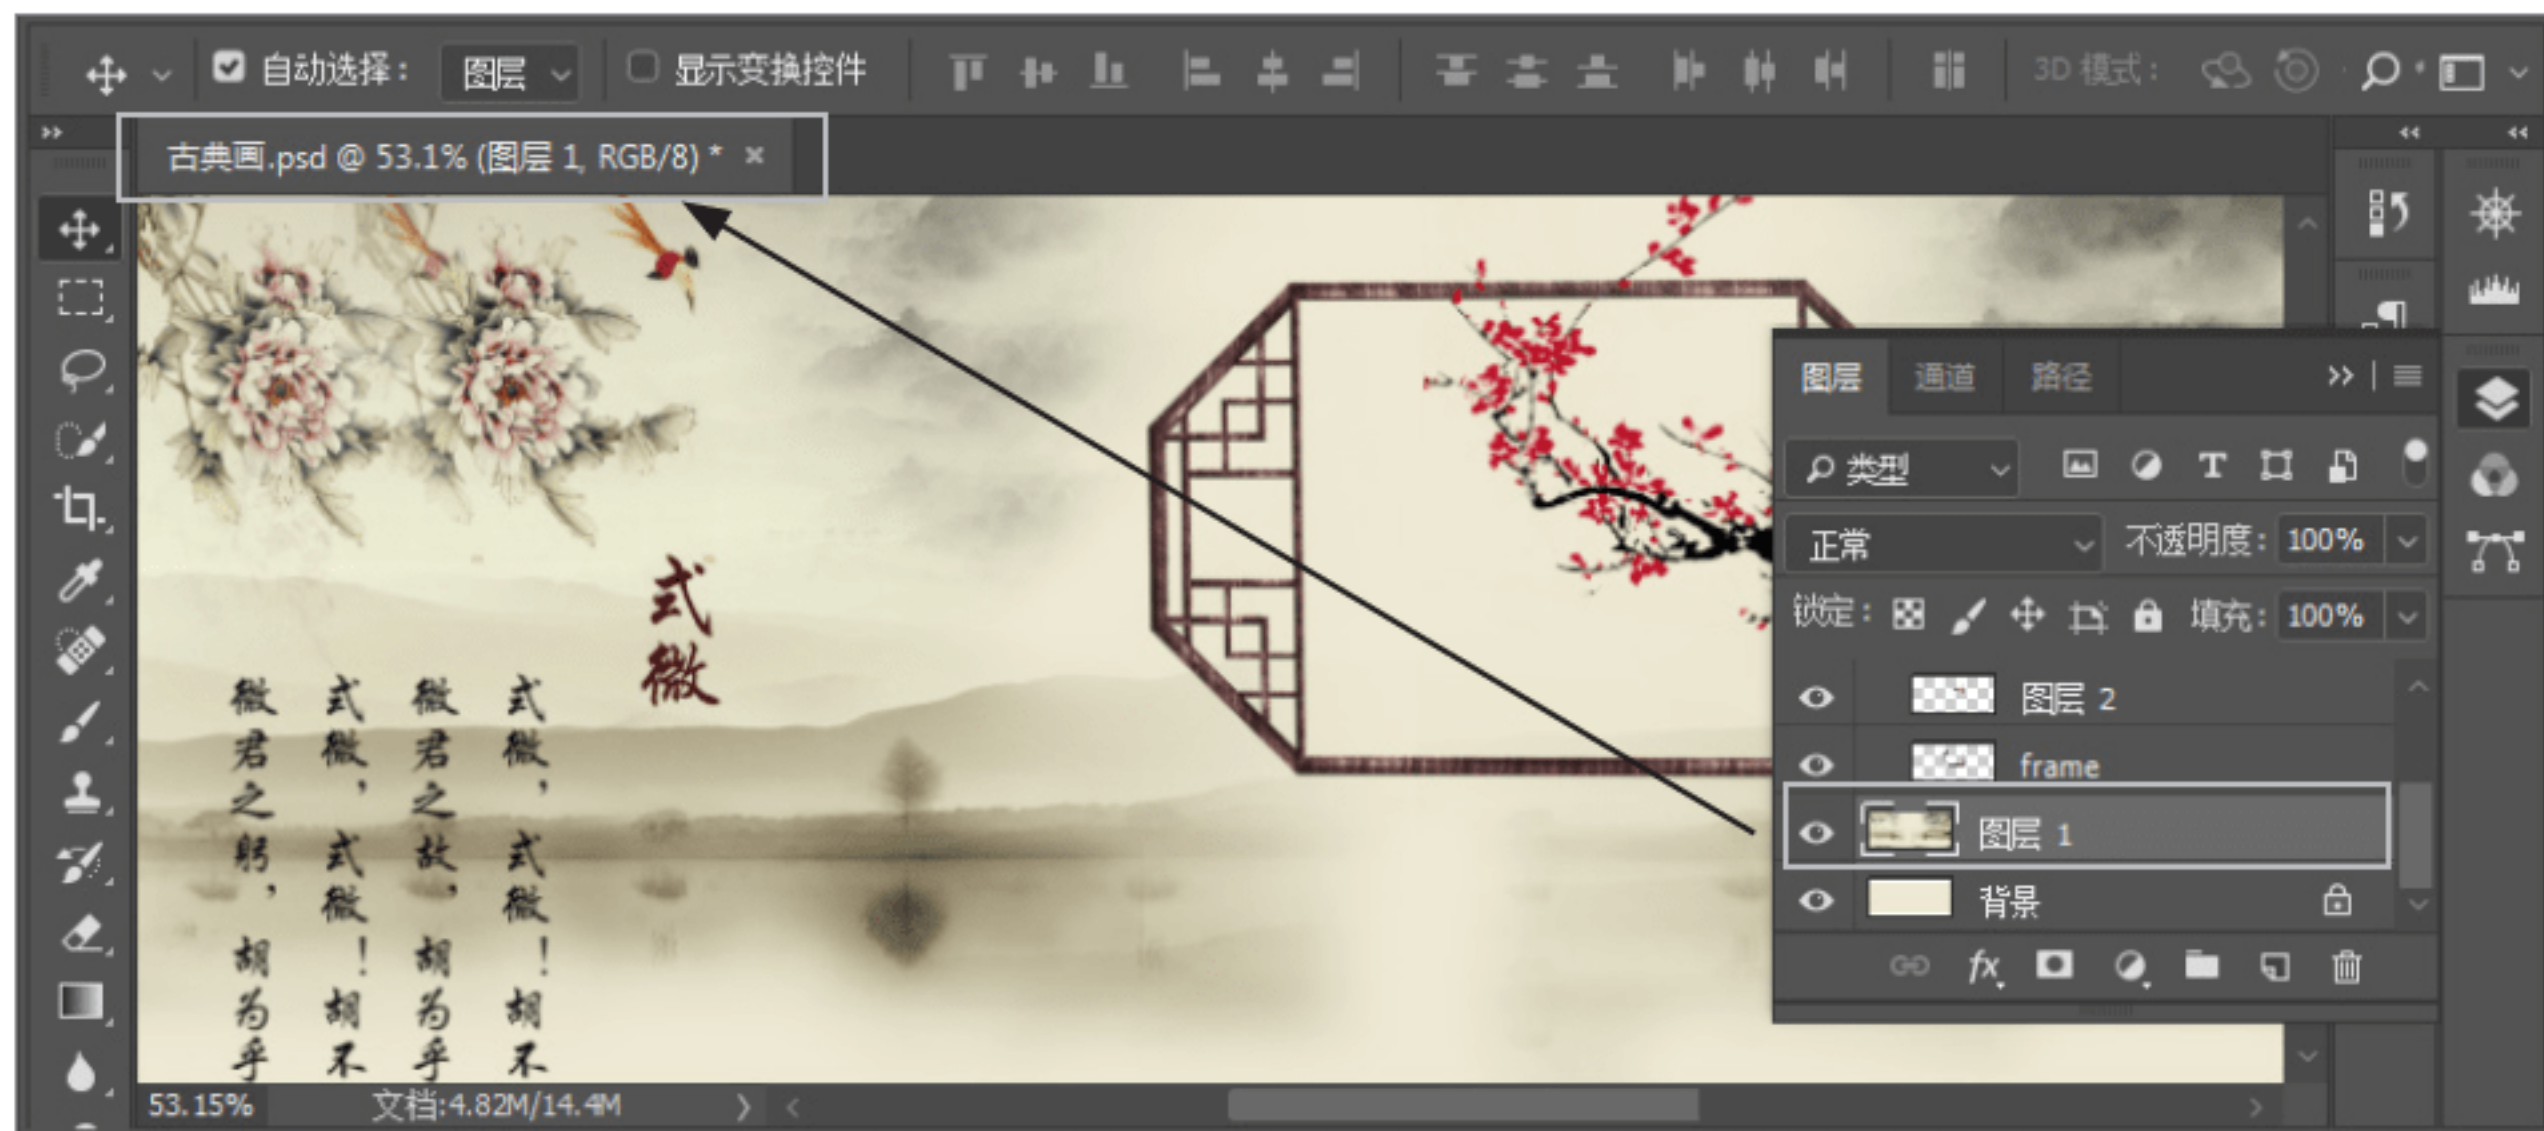 自动选择： 图层 显示变换控件 3D 模式：
古典画.psd @ 53.1% (图层 1, RGB/8) * ×
式微
式微，式微！胡不
微君之故，胡为乎
式微，式微！胡不
微君之躬，胡为乎
图层 通道 路径
类型
正常 不透明度： 100%
锁定： 填充： 100%
图层 2
frame
图层 1
背景
fx
53.15% 文档:4.82M/14.4M